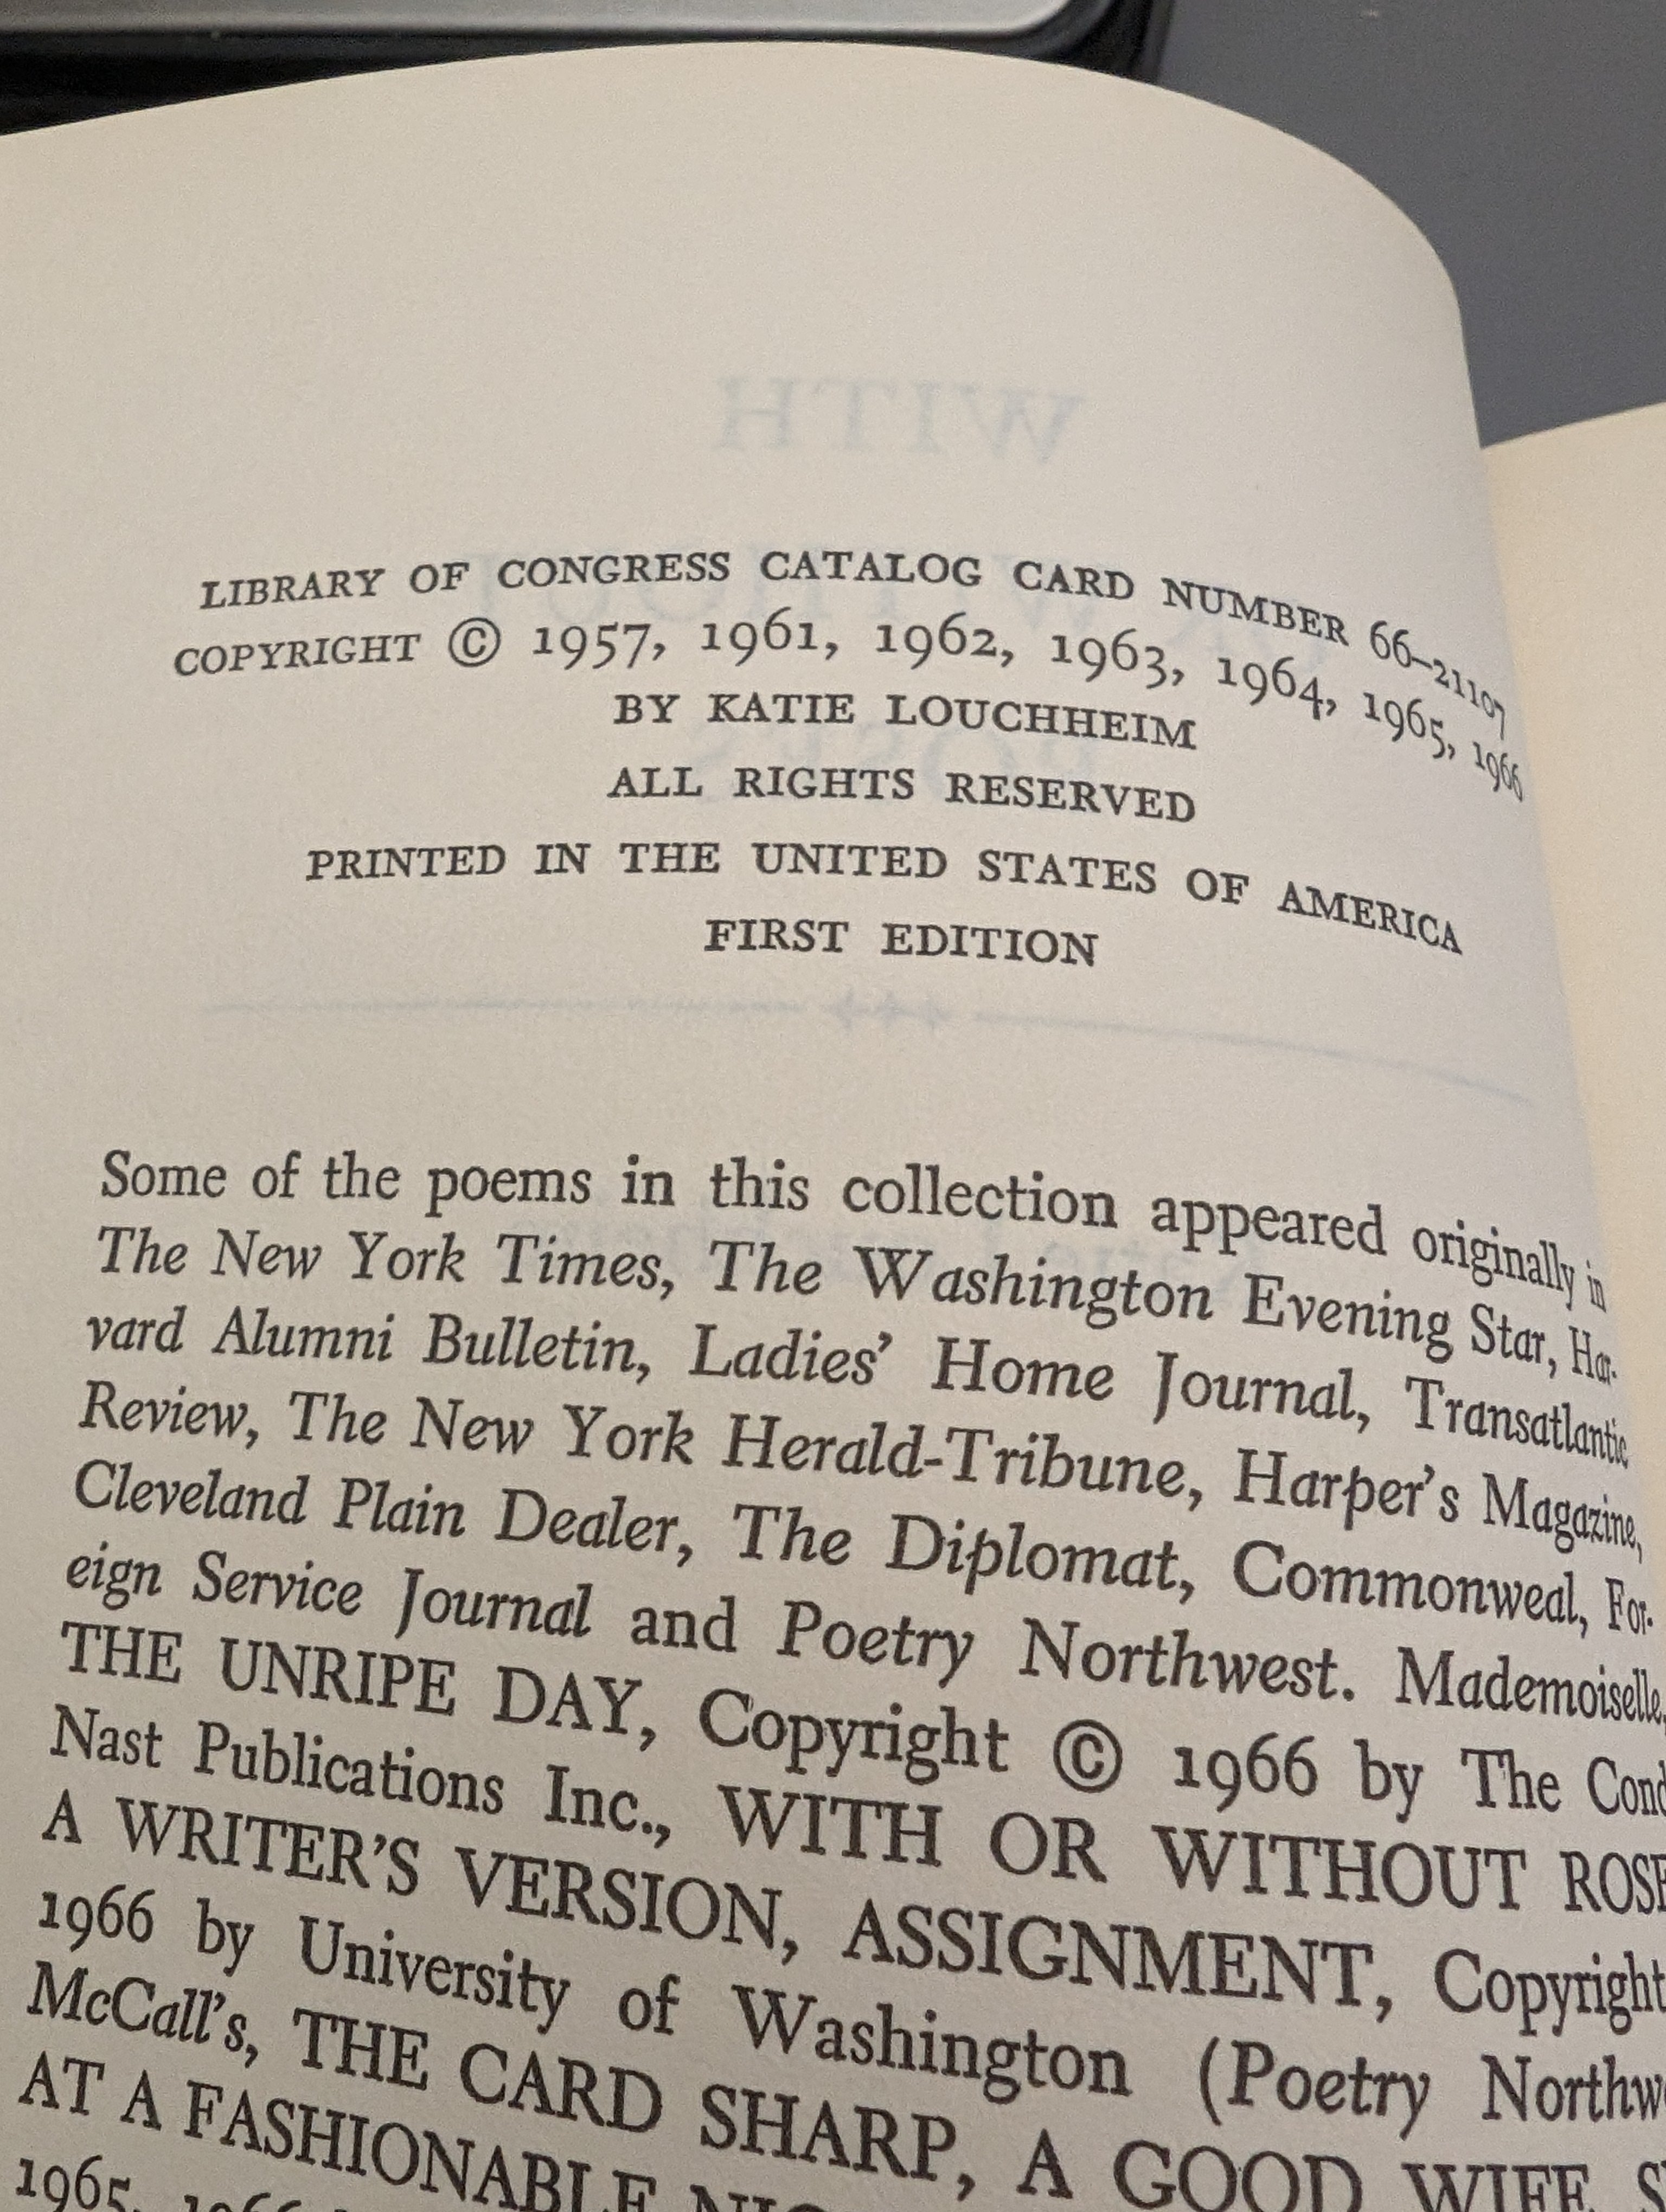 WITH
LIBRARY OF CONGRESS CATALOG CARD NUMBER 66–21107
COPYRIGHT © 1957, 1961, 1962, 1963, 1964, 1965, 1966
BY KATIE LOUCHHEIM
ALL RIGHTS RESERVED
PRINTED IN THE UNITED STATES OF AMERICA
FIRST EDITION
Some of the poems in this collection appeared originally in
The New York Times, The Washington Evening Star, Har-
vard Alumni Bulletin, Ladies’ Home Journal, Transatlantic
Review, The New York Herald-Tribune, Harper’s Magazine,
Cleveland Plain Dealer, The Diplomat, Commonweal, For-
eign Service Journal and Poetry Northwest. Mademoiselle,
THE UNRIPE DAY, Copyright © 1966 by The Cond
Nast Publications Inc., WITH OR WITHOUT ROSE
A WRITER’S VERSION, ASSIGNMENT, Copyright
1966 by University of Washington (Poetry Northw
McCall’s, THE CARD SHARP, A GOOD WIFE
AT A FASHIONABLE
1965, 1966